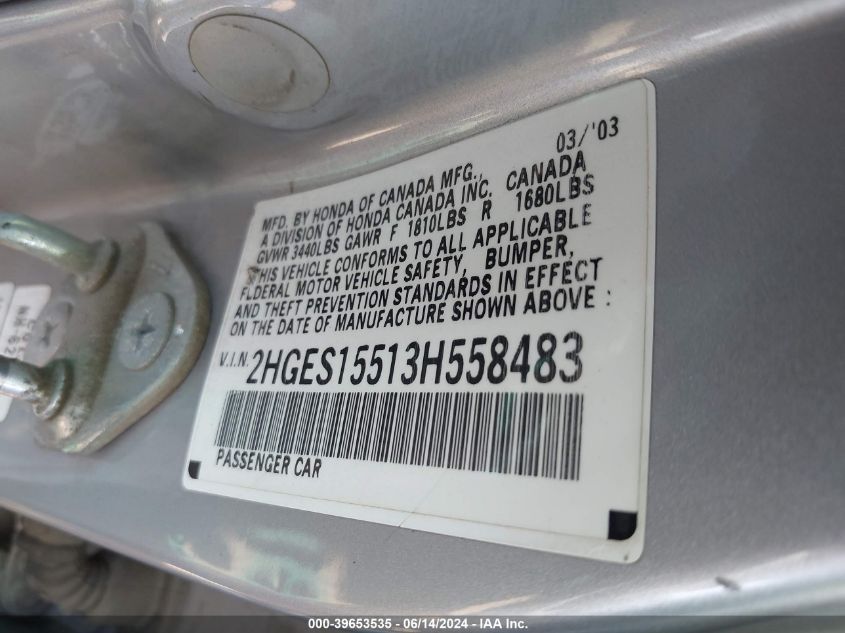 03/'03
MFD. BY HONDA OF CANADA MFG.,
A DIVISION OF HONDA CANADA INC. CANADA
GVWR 3440LBS GAWR F 1810LBS R 1680LBS
THIS VEHICLE CONFORMS TO ALL APPLICABLE
FEDERAL MOTOR VEHICLE SAFETY, BUMPER,
AND THEFT PREVENTION STANDARDS IN EFFECT
ON THE DATE OF MANUFACTURE SHOWN ABOVE :
V.I.N. 2HGES15513H558483
PASSENGER CAR
000-39653535 - 06/14/2024 - IAA Inc.